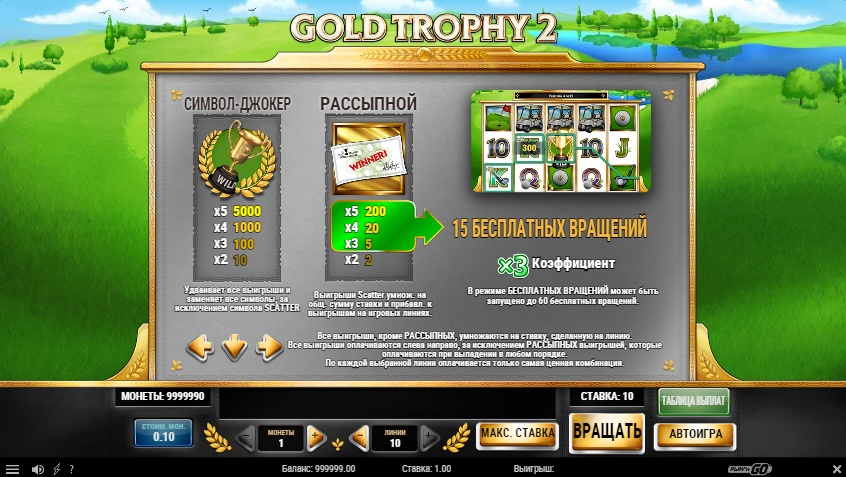 GOLD TROPHY 2
СИМВОЛ-ДЖОКЕР
WILD
x5 5000
x4 1000
x3 100
x2 10
Удваивает все выигрыши и
заменяет все символы, за
исключением символа SCATTER
РАССЫПНОЙ
WINNER!
x5 200
x4 20
x3 5
x2 2
Выигрыши Scatter умнож. на
общ. сумму ставки и прибавл. к
выигрышам на игровых линиях.
10 300 10 J
K Q Q
15 БЕСПЛАТНЫХ ВРАЩЕНИЙ
x3 Коэффициент
В режиме БЕСПЛАТНЫХ ВРАЩЕНИЙ может быть
запущено до 60 бесплатных вращений.
Все выигрыши, кроме РАССЫПНЫХ, умножаются на ставку, сделанную на линию.
Все выигрыши оплачиваются слева направо, за исключением РАССЫПНЫХ выигрышей, которые
оплачиваются при выпадении в любом порядке.
По каждой выбранной линии оплачивается только самая ценная комбинация.
МОНЕТЫ: 9999990
СТАВКА: 10
ТАБЛИЦА ВЫПЛАТ
СТОИМ. МОН.
0.10
МОНЕТЫ
1
ЛИНИИ
10
МАКС. СТАВКА
ВРАЩАТЬ
АВТОИГРА
Баланс: 999999.00 Ставка: 1.00 Выигрыш:
PLAY'N GO